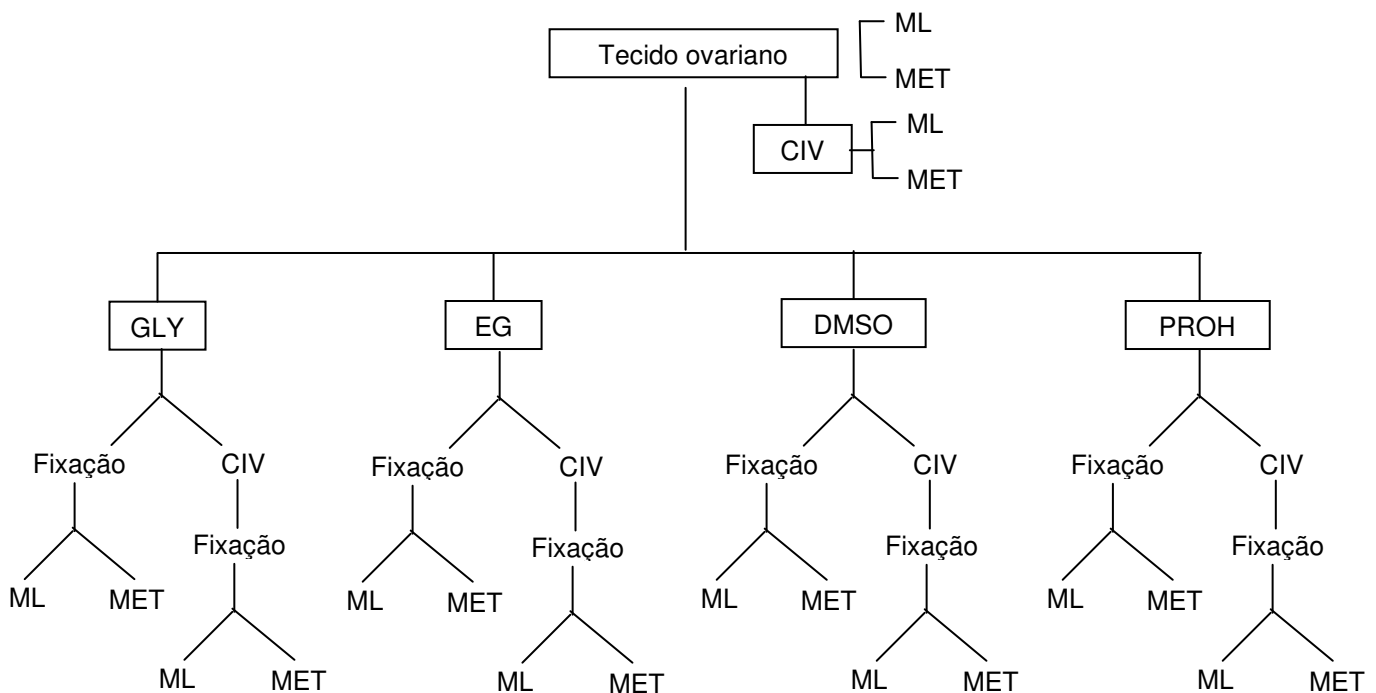 ML
Tecido ovariano
MET
ML
CIV
MET
GLY EG DMSO PROH
Fixação CIV Fixação CIV Fixação CIV Fixação CIV
Fixação Fixação Fixação Fixação
ML MET ML MET ML MET ML MET
ML MET ML MET ML MET ML MET